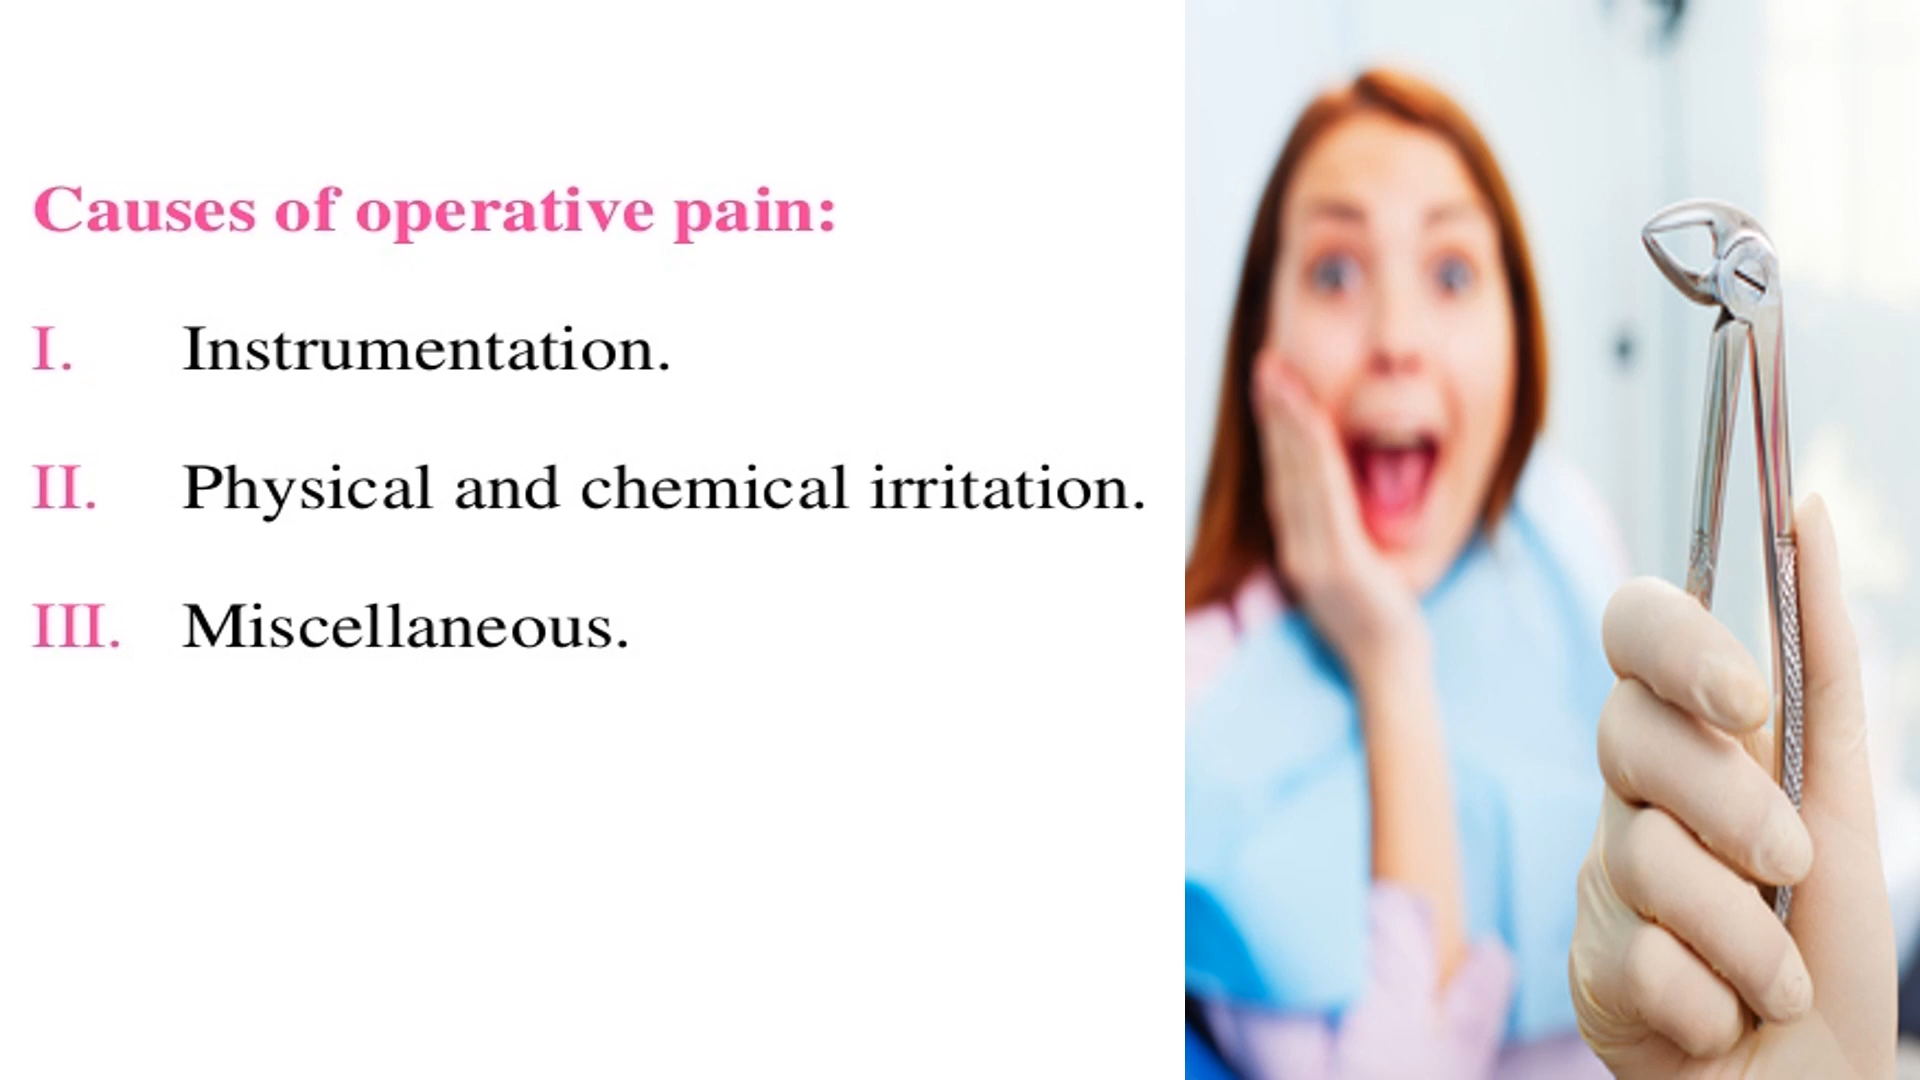 Causes of operative pain:
I. Instrumentation.
II. Physical and chemical irritation.
III. Miscellaneous.